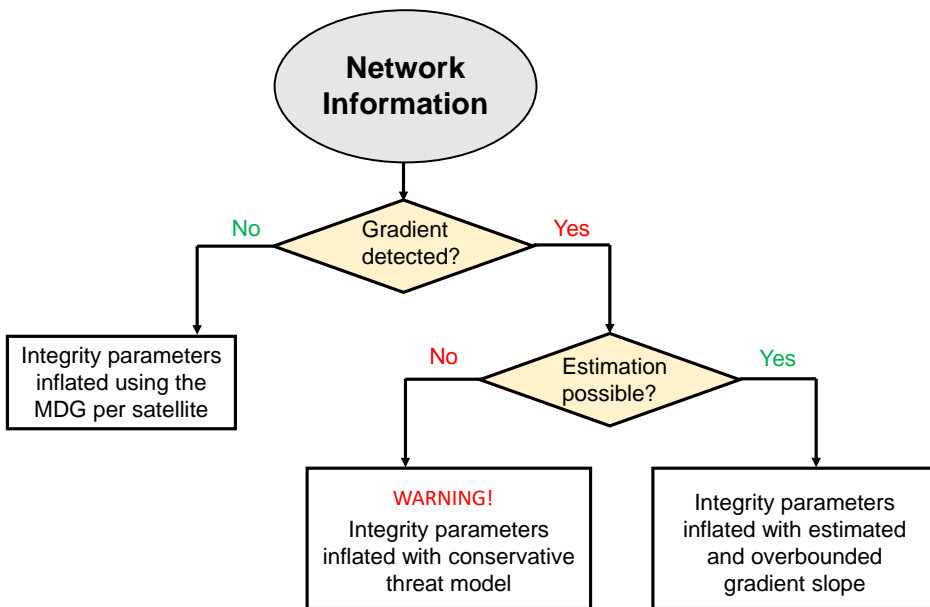 Network
Information
Gradient
detected?
No
Yes
Integrity parameters
inflated using the
MDG per satellite
Estimation
possible?
No
Yes
WARNING!
Integrity parameters
inflated with conservative
threat model
Integrity parameters
inflated with estimated
and overbounded
gradient slope